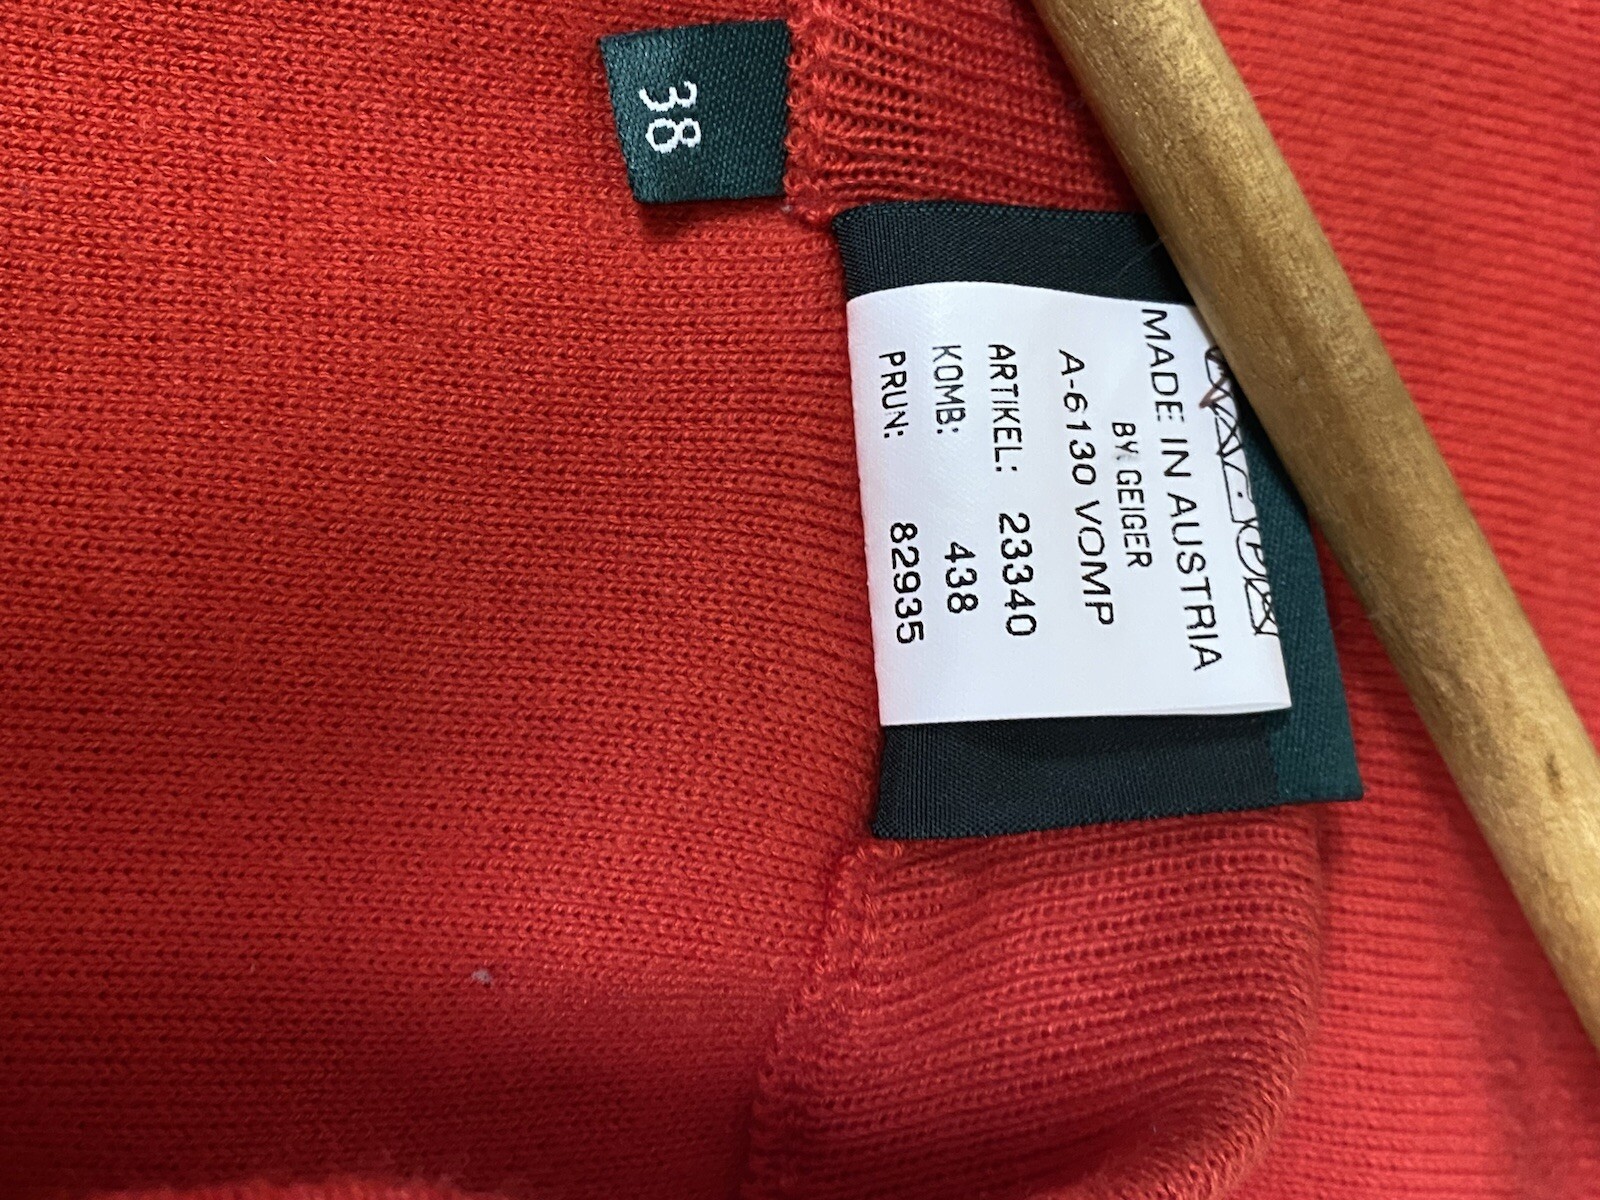 38
MADE IN AUSTRIA
BY GEIGER
A-6130 VOMP
ARTIKEL: 23340
KOMB: 438
PRUN: 82935